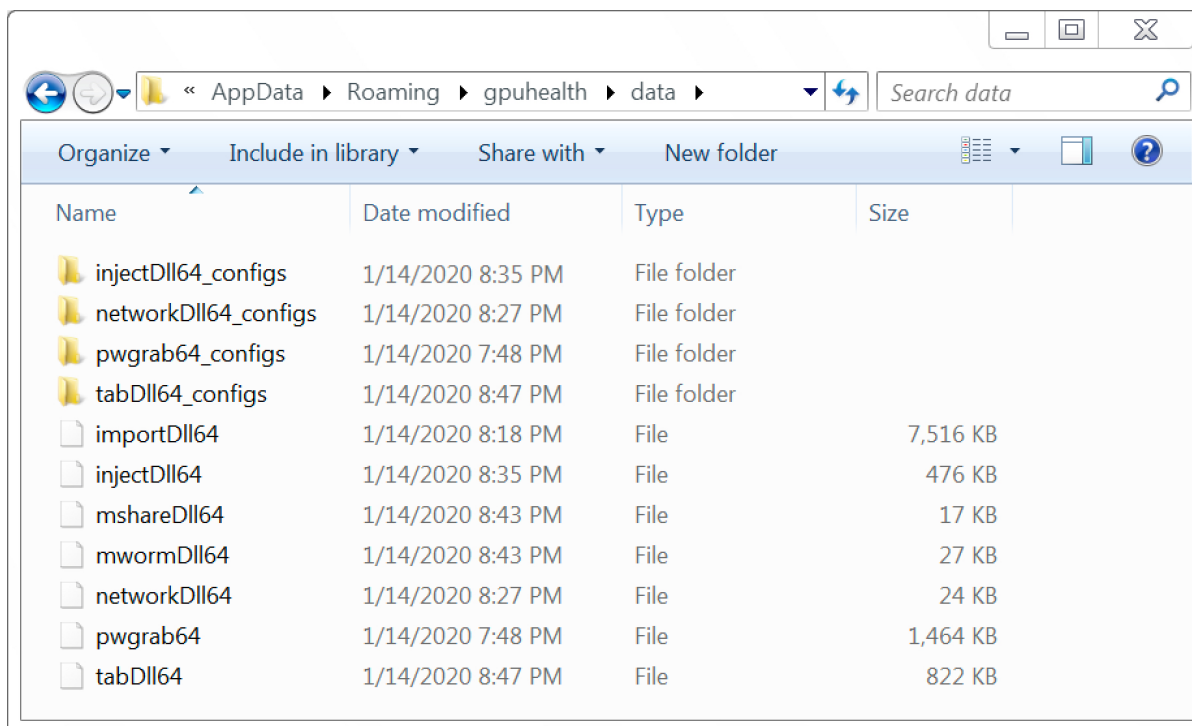 « AppData Roaming gpuhealth data Search data
Organize Include in library Share with New folder ?
Name Date modified Type Size
injectDll64_configs 1/14/2020 8:35 PM File folder
networkDll64_configs 1/14/2020 8:27 PM File folder
pwgrab64_configs 1/14/2020 7:48 PM File folder
tabDll64_configs 1/14/2020 8:47 PM File folder
importDll64 1/14/2020 8:18 PM File 7,516 KB
injectDll64 1/14/2020 8:35 PM File 476 KB
mshareDll64 1/14/2020 8:43 PM File 17 KB
mwormDll64 1/14/2020 8:43 PM File 27 KB
networkDll64 1/14/2020 8:27 PM File 24 KB
pwgrab64 1/14/2020 7:48 PM File 1,464 KB
tabDll64 1/14/2020 8:47 PM File 822 KB